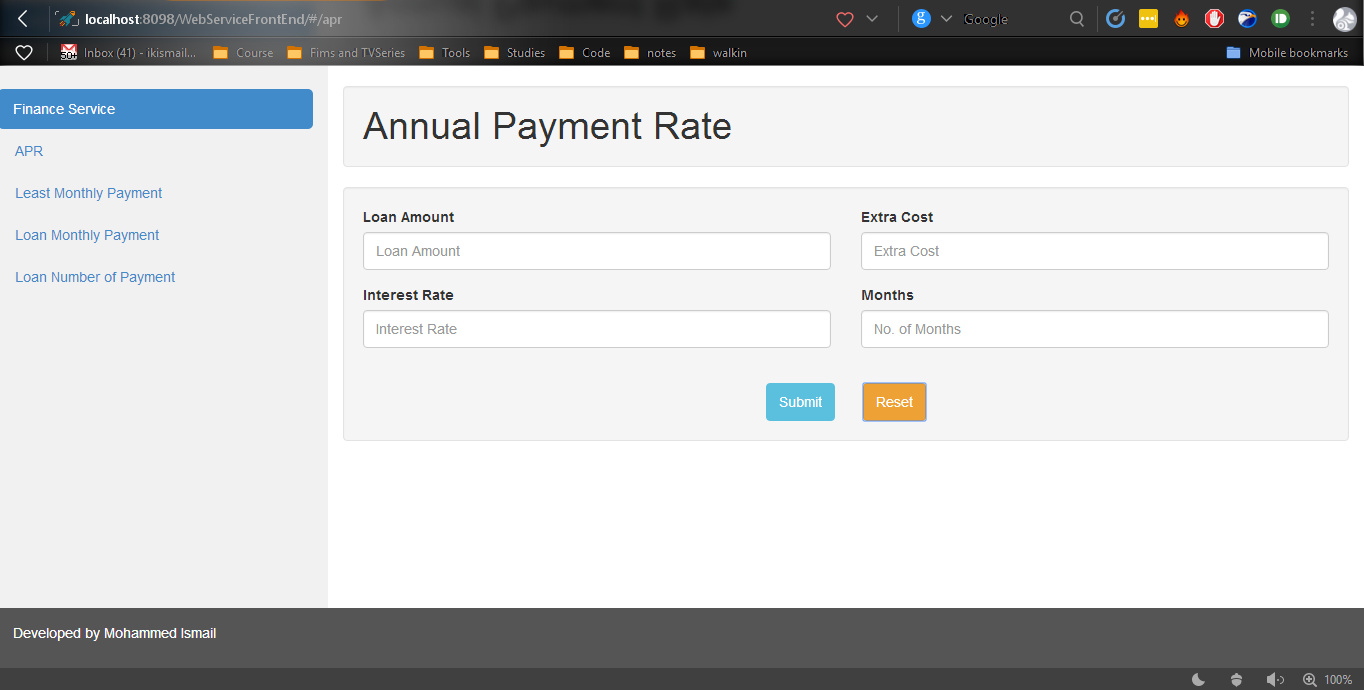 localhost:8098/WebServiceFrontEnd/#/apr
g Google
50+ Inbox (41) - ikismail... Course Fims and TVSeries Tools Studies Code notes walkin Mobile bookmarks
Finance Service
APR
Least Monthly Payment
Loan Monthly Payment
Loan Number of Payment
Annual Payment Rate
Loan Amount Extra Cost
Loan Amount Extra Cost
Interest Rate Months
Interest Rate No. of Months
Submit Reset
Developed by Mohammed Ismail
100%